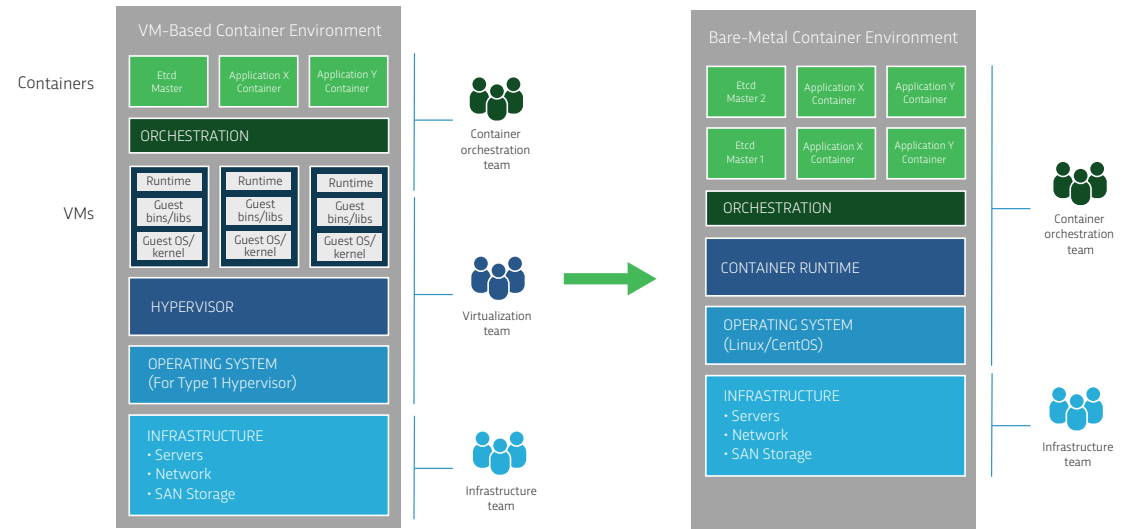 VM-Based Container Environment
Containers
Etcd
Master
Application X
Container
Application Y
Container
ORCHESTRATION
Container
orchestration
team
VMs
Runtime
Guest
bins/libs
Guest OS/
kernel
Runtime
Guest
bins/libs
Guest OS/
kernel
Runtime
Guest
bins/libs
Guest OS/
kernel
HYPERVISOR
OPERATING SYSTEM
(For Type 1 Hypervisor)
Virtualization
team
INFRASTRUCTURE
• Servers
• Network
• SAN Storage
Infrastructure
team
Bare-Metal Container Environment
Etcd
Master 2
Application X
Container
Application Y
Container
Etcd
Master 1
Application X
Container
Application Y
Container
ORCHESTRATION
CONTAINER RUNTIME
OPERATING SYSTEM
(Linux/CentOS)
Container
orchestration
team
INFRASTRUCTURE
• Servers
• Network
• SAN Storage
Infrastructure
team